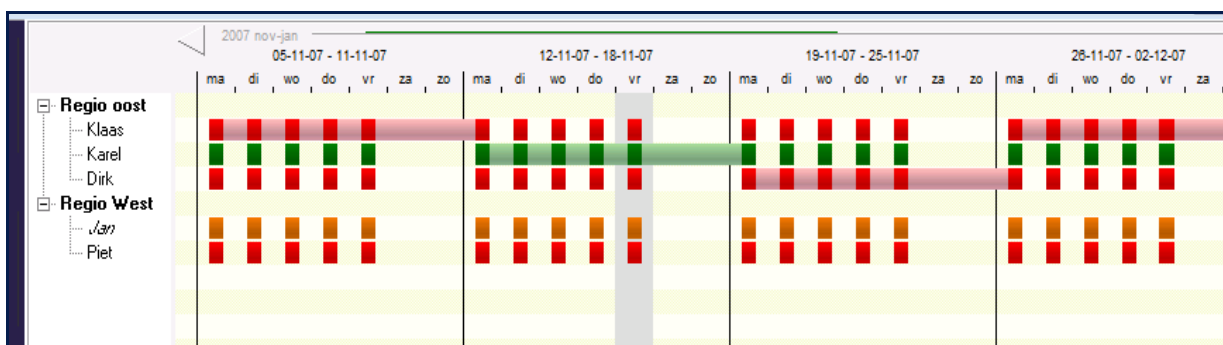 2007 nov-jan
05-11-07 - 11-11-07 12-11-07 - 18-11-07 19-11-07 - 25-11-07 26-11-07 - 02-12-07
ma di wo do vr za zo ma di wo do vr za zo ma di wo do vr za zo ma di wo do vr za
Regio oost
Klaas
Karel
Dirk
Regio West
Jan
Piet